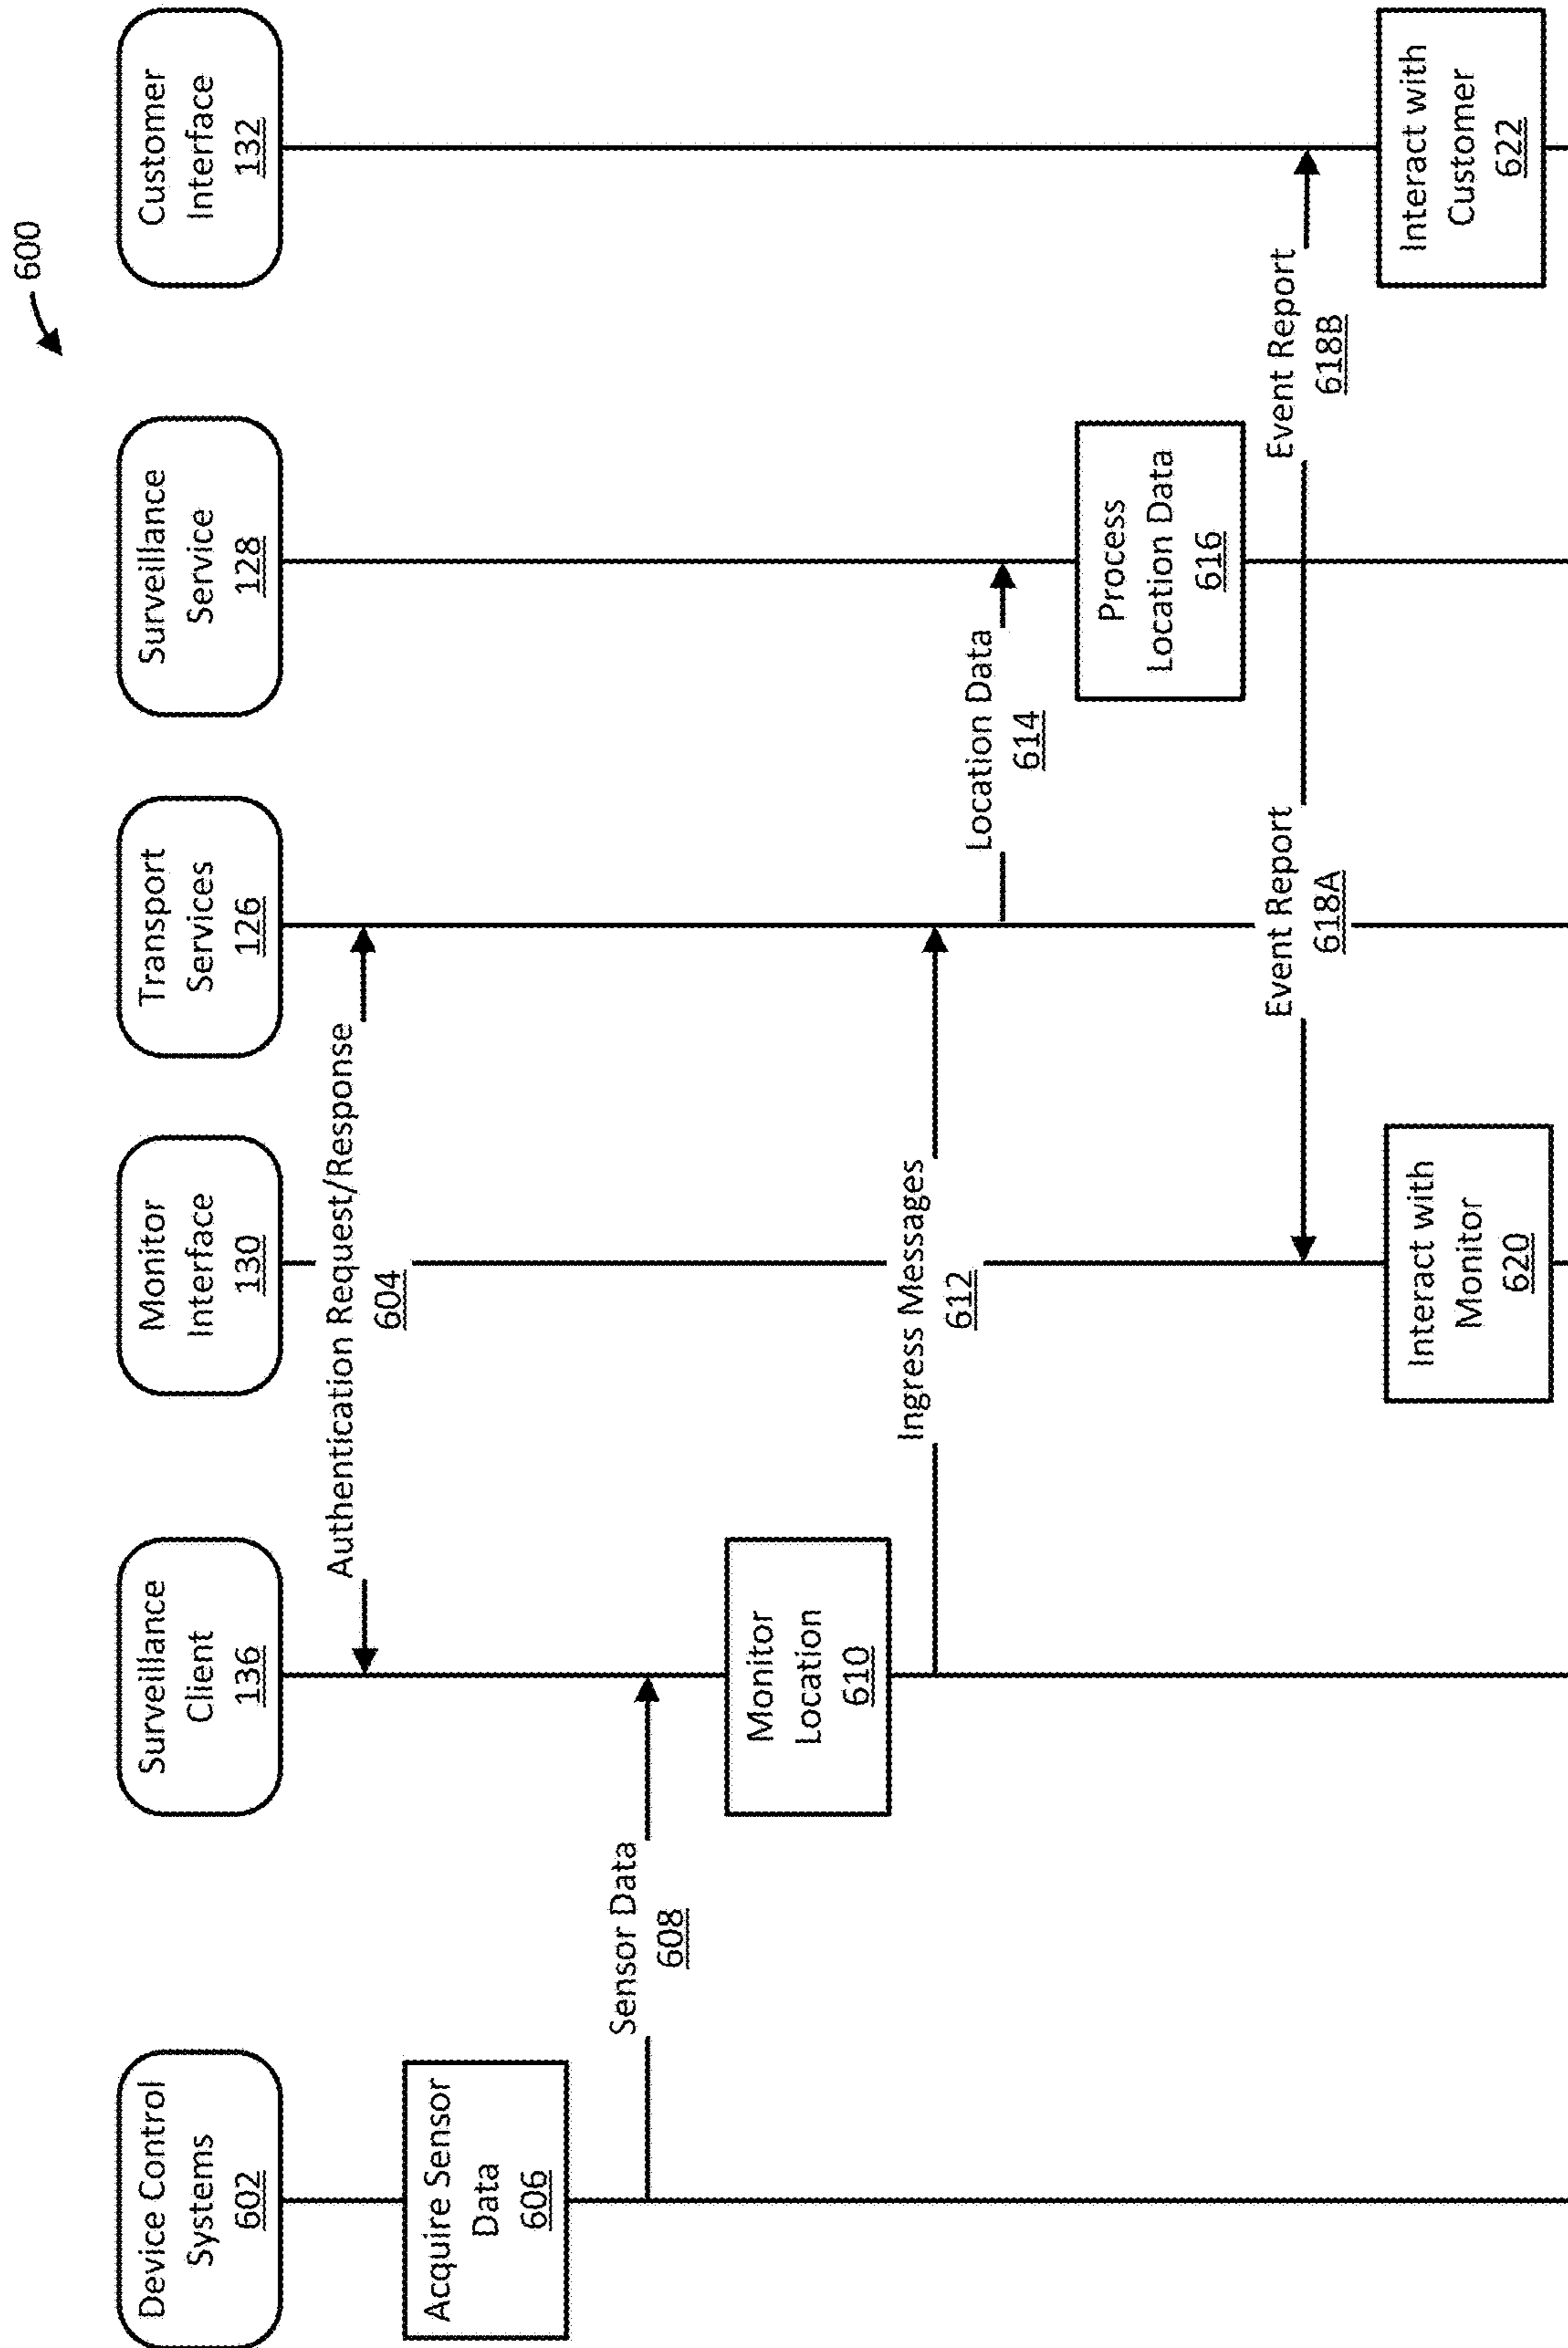 600
Device Control
Systems
602
Surveillance
Client
136
Monitor
Interface
130
Transport
Services
126
Surveillance
Service
128
Customer
Interface
132
Authentication Request/Response
604
Acquire Sensor
Data
606
Sensor Data
608
Monitor
Location
610
Ingress Messages
612
Location Data
614
Process
Location Data
616
Event Report
618A
Event Report
618B
Interact with
Monitor
620
Interact with
Customer
622